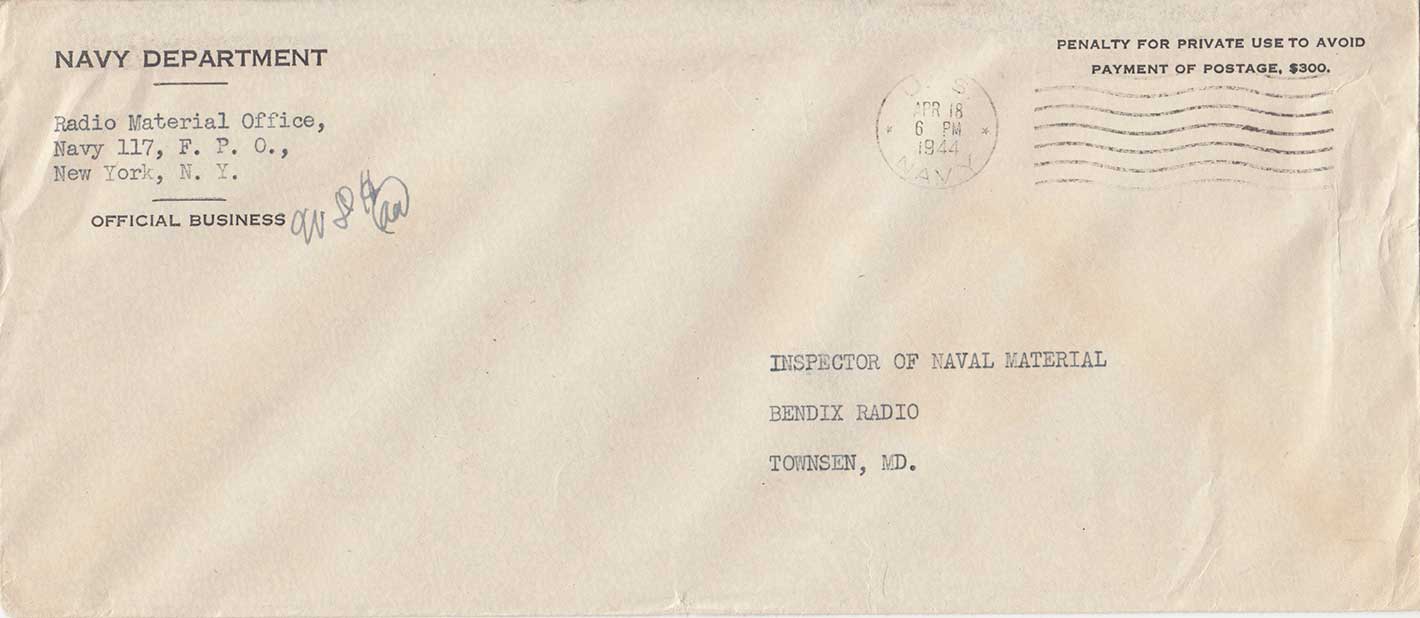 NAVY DEPARTMENT
Radio Material Office,
Navy 117, F. P. O.,
New York, N. Y.
OFFICIAL BUSINESS
PENALTY FOR PRIVATE USE TO AVOID
PAYMENT OF POSTAGE, $300.
U. S.
APR 18
6 PM
1944
NAVY
INSPECTOR OF NAVAL MATERIAL
BENDIX RADIO
TOWNSEN, MD.